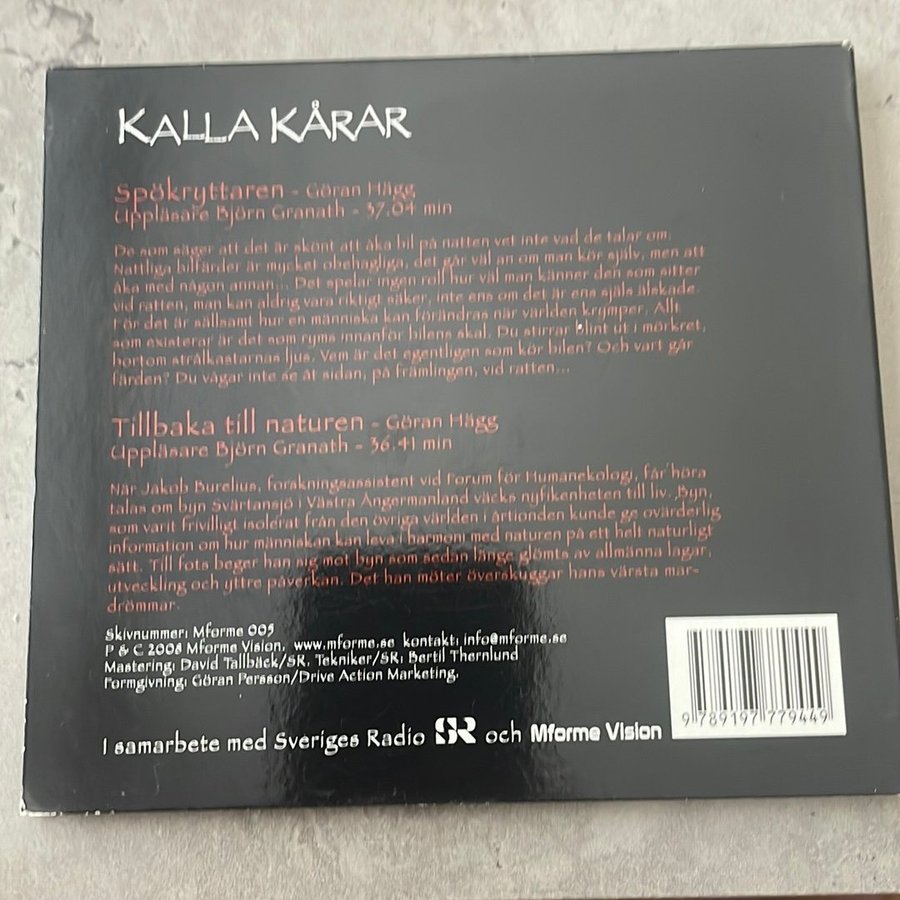 KALLA KÅRAR
Spökryttaren - Göran Hägg
Uppläsare Björn Granath - 37.04 min
De som säger att det är skönt att åka bil på natten vet inte vad de talar om.
Nattliga bilfärder är mycket obehagliga, det går väl an om man kör själv, men att
åka med någon annan... Det spelar ingen roll hur väl man känner den som sitter
vid ratten, man kan aldrig vara riktigt säker, inte ens om det är ens själs älskade.
För det är sällsamt hur en människa kan förändras när världen krymper. Allt
som existerar är det som ryms innanför bilens skal. Du stirrar blint ut i mörkret,
bortom strålkastarnas ljus. Vem är det egentligen som kör bilen? Och vart går
färden? Du vågar inte se åt sidan, på främlingen, vid ratten...
Tillbaka till naturen - Göran Hägg
Uppläsare Björn Granath - 36.41 min
När Jakob Burelius, forskningsassistent vid Forum för Humanekologi, får höra
talas om byn Svartansjö i Västra Ångermanland väcks nyfikenheten till liv. Byn,
som varit frivilligt isolerat från den övriga världen i årtionden kunde ge ovärderlig
information om hur människan kan leva i harmoni med naturen på ett helt naturligt
sätt. Till fots beger han sig mot byn som sedan länge glömts av allmänna lagar,
utveckling och yttre påverkan. Det han möter överskuggar hans värsta mar-
drömmar.
Skivnummer: Mforme 005
P & C 2008 Mforme Vision, www.mforme.se kontakt: info@mforme.se
Mastering: David Tallbäck/SR, Tekniker/SR: Bertil Thernlund
Formgivning: Göran Persson/Drive Action Marketing.
I samarbete med Sveriges Radio SR och Mforme Vision
9 789197 779449